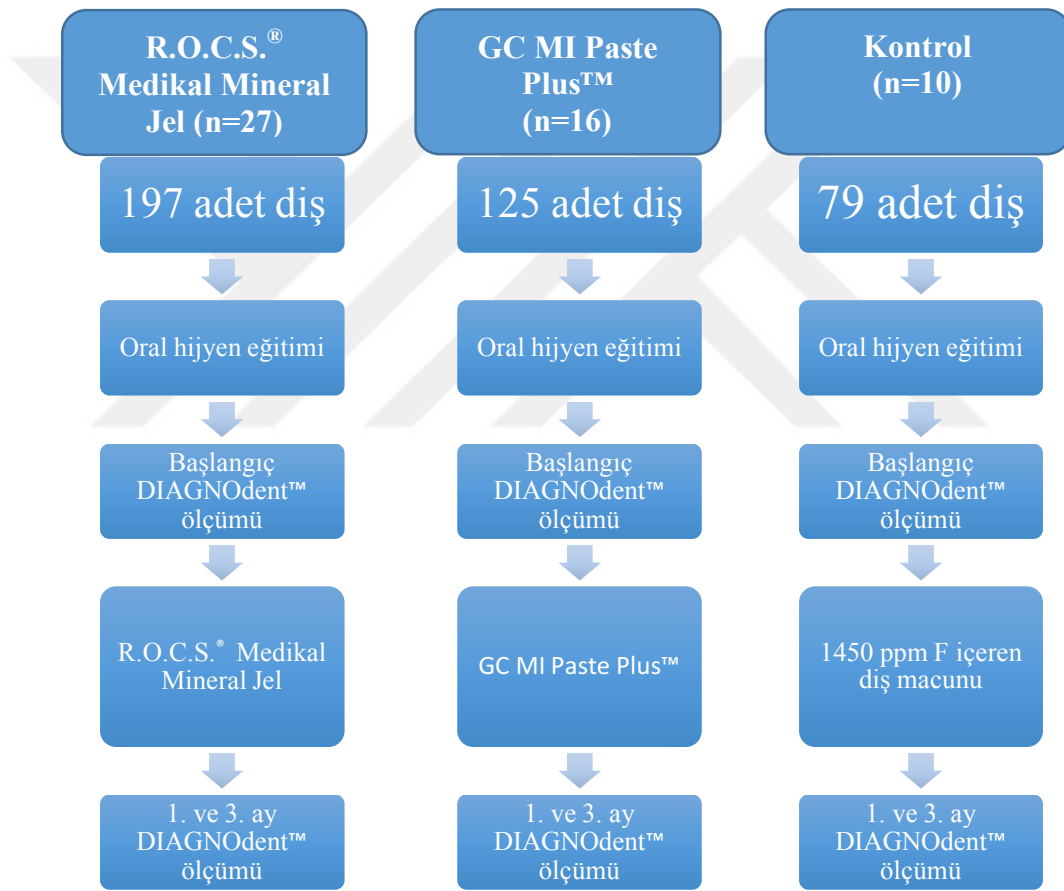 R.O.C.S.®
Medikal Mineral
Jel (n=27)
197 adet diş
Oral hijyen eğitimi
Başlangıç
DIAGNOdent™
ölçümü
R.O.C.S.® Medikal
Mineral Jel
1. ve 3. ay
DIAGNOdent™
ölçümü
GC MI Paste
Plus™
(n=16)
125 adet diş
Oral hijyen eğitimi
Başlangıç
DIAGNOdent™
ölçümü
GC MI Paste Plus™
1. ve 3. ay
DIAGNOdent™
ölçümü
Kontrol
(n=10)
79 adet diş
Oral hijyen eğitimi
Başlangıç
DIAGNOdent™
ölçümü
1450 ppm F içeren
diş macunu
1. ve 3. ay
DIAGNOdent™
ölçümü